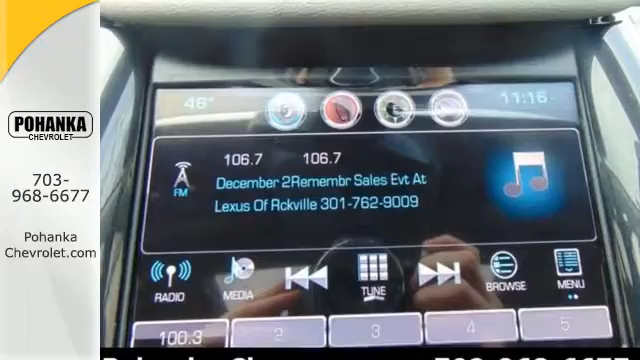 POHANKA
CHEVROLET
703-
968-6677
Pohanka
Chevrolet.com
46°
11:16
106.7 106.7
FM
December 2Remembr Sales Evt At
Lexus Of Rckville 301-762-9009
RADIO
MEDIA
TUNE
BROWSE
MENU
100.3
2
3
4
5